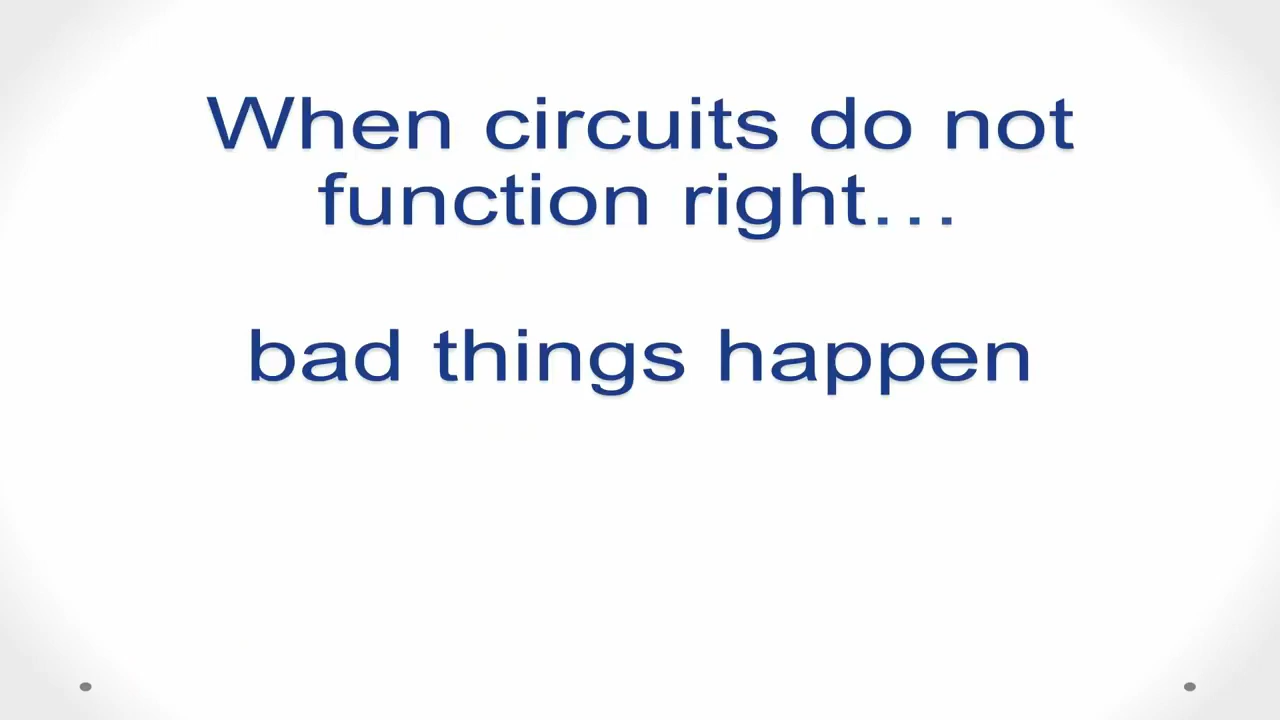 When circuits do not
function right…
bad things happen